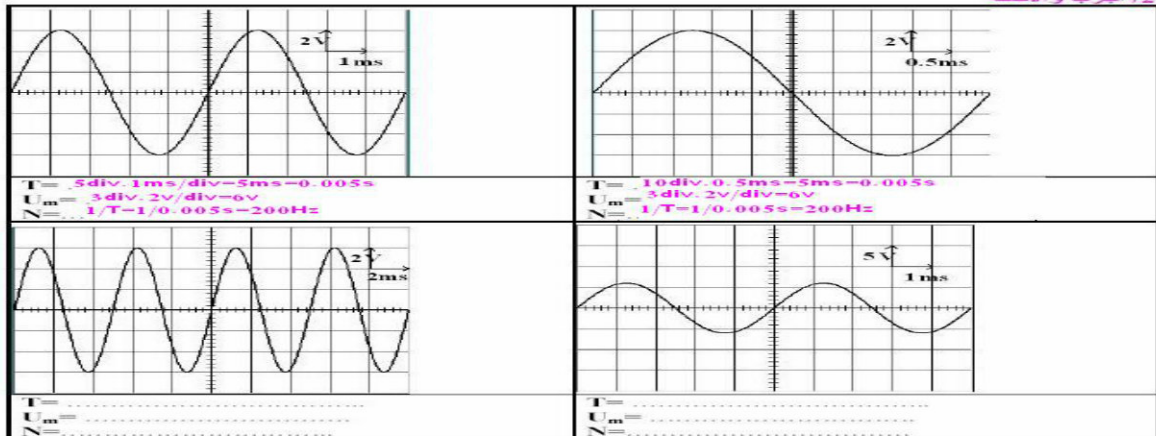 2V
1ms
2V
0.5ms
T= 5div.1ms/div=5ms=0.005s
Um= 3div.2v/div=6v
N=... 1/T=1/0.005s=200Hz
T= 10div.0.5ms=5ms=0.005s
Um= 3div.2v/div=6v
N=... 1/T=1/0.005s=200Hz
2V
2ms
5V
1ms
T= ......................................
Um= ......................................
N=......................................
T= ......................................
Um= ......................................
N=......................................